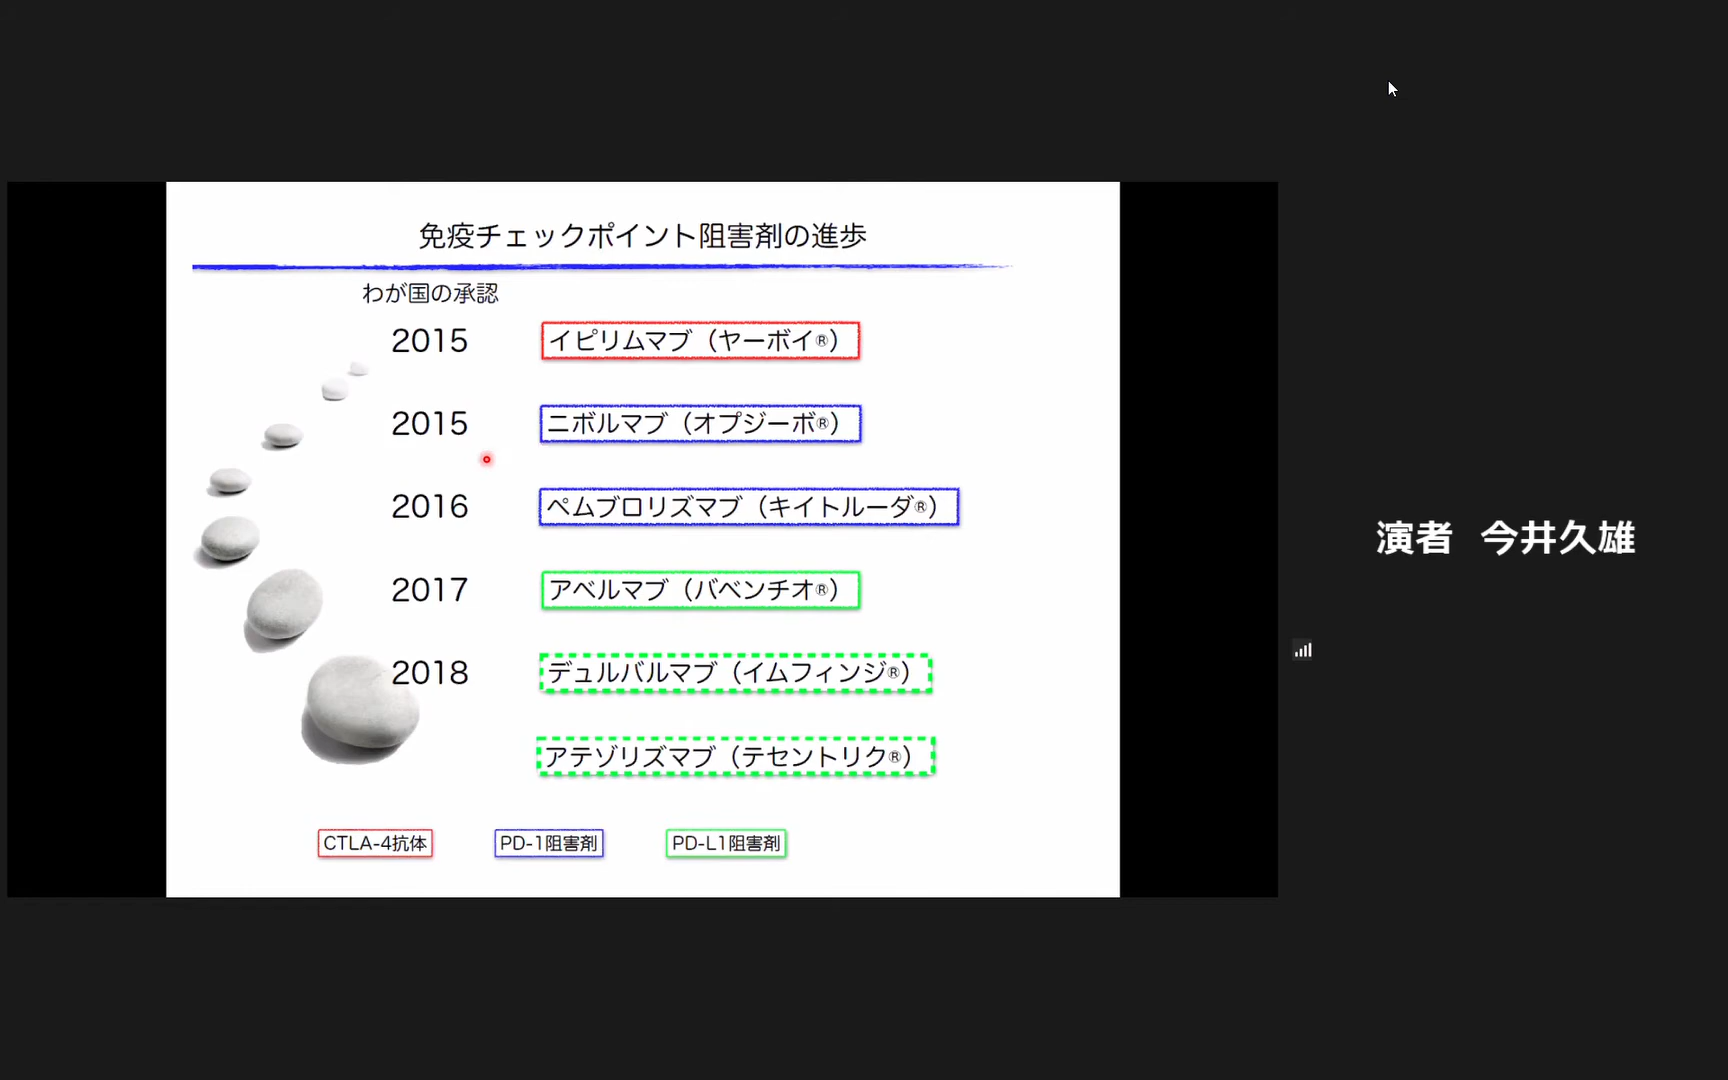 免疫チェックポイント阻害剤の進歩
わが国の承認
2015 イピリムマブ（ヤーボイ®）
2015 ニボルマブ（オプジーボ®）
2016 ペムブロリズマブ（キイトルーダ®）
2017 アベルマブ（バベンチオ®）
2018 デュルバルマブ（イムフィンジ®）
アテゾリズマブ（テセントリク®）
CTLA-4抗体 PD-1阻害剤 PD-L1阻害剤
演者 今井久雄